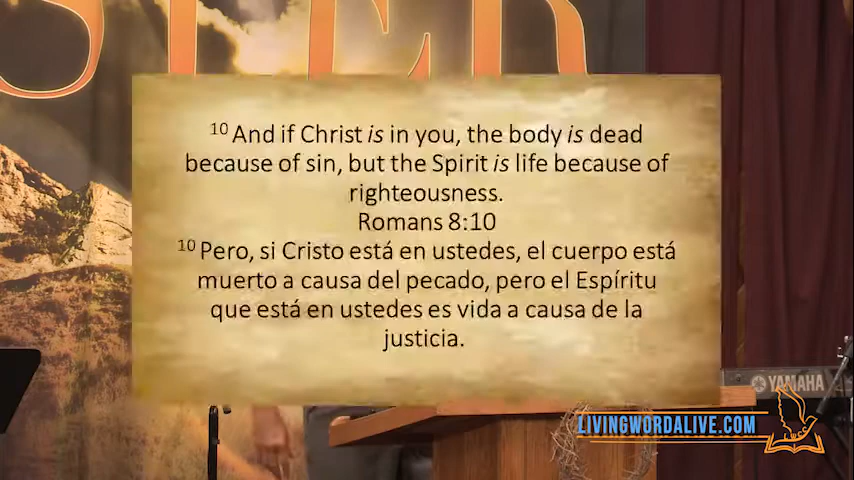 STER
¹⁰ And if Christ is in you, the body is dead
because of sin, but the Spirit is life because of
righteousness.
Romans 8:10
¹⁰ Pero, si Cristo está en ustedes, el cuerpo está
muerto a causa del pecado, pero el Espíritu
que está en ustedes es vida a causa de la
justicia.
YAMAHA
LIVINGWORDALIVE.COM
LWCC